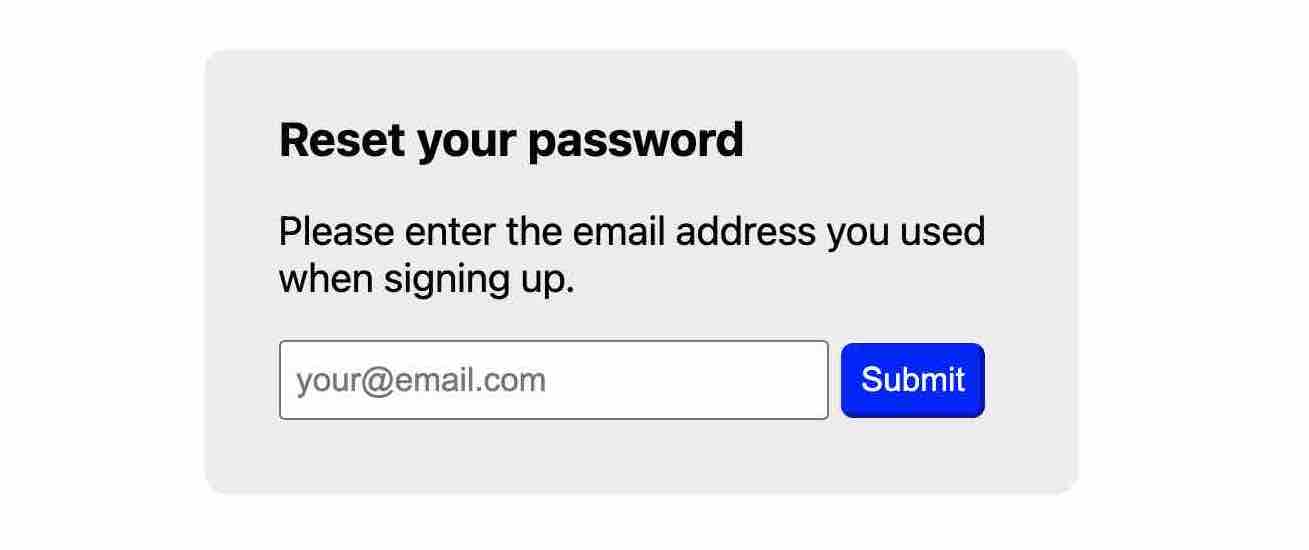 Reset your password
Please enter the email address you used
when signing up.
your@email.com Submit